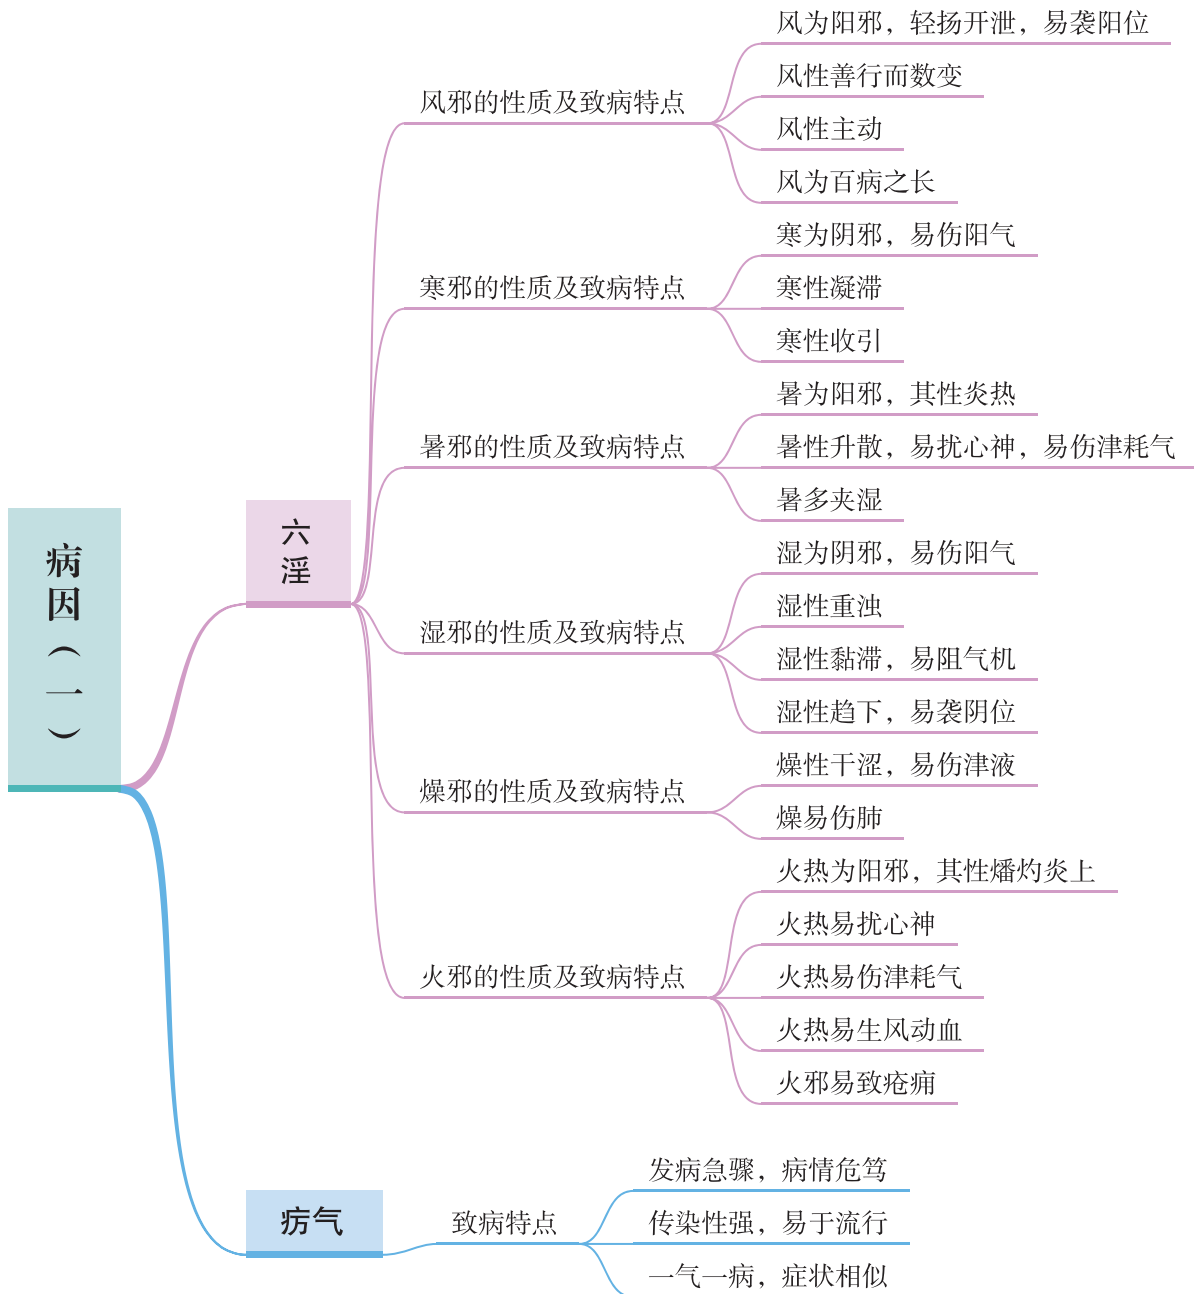 病因（一）
六淫
风邪的性质及致病特点
风为阳邪，轻扬开泄，易袭阳位
风性善行而数变
风性主动
风为百病之长
寒邪的性质及致病特点
寒为阴邪，易伤阳气
寒性凝滞
寒性收引
暑邪的性质及致病特点
暑为阳邪，其性炎热
暑性升散，易扰心神，易伤津耗气
暑多夹湿
湿邪的性质及致病特点
湿为阴邪，易伤阳气
湿性重浊
湿性黏滞，易阻气机
湿性趋下，易袭阴位
燥邪的性质及致病特点
燥性干涩，易伤津液
燥易伤肺
火邪的性质及致病特点
火热为阳邪，其性燔灼炎上
火热易扰心神
火热易伤津耗气
火热易生风动血
火邪易致疮痈
疠气
致病特点
发病急骤，病情危笃
传染性强，易于流行
一气一病，症状相似